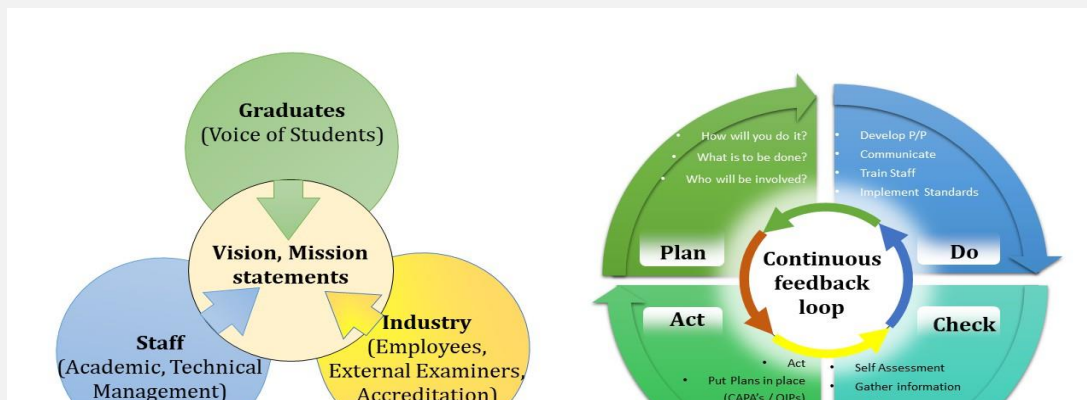 Graduates
(Voice of Students)
Vision, Mission
statements
Staff
(Academic, Technical
Management)
Industry
(Employees,
External Examiners,
Accreditation)
How will you do it?
What is to be done?
Who will be involved?
Plan
Develop P/P
Communicate
Train Staff
Implement Standards
Do
Continuous
feedback
loop
Act
Act
Put Plans in place
(CAPA's / QIPs)
Check
Self Assessment
Gather information